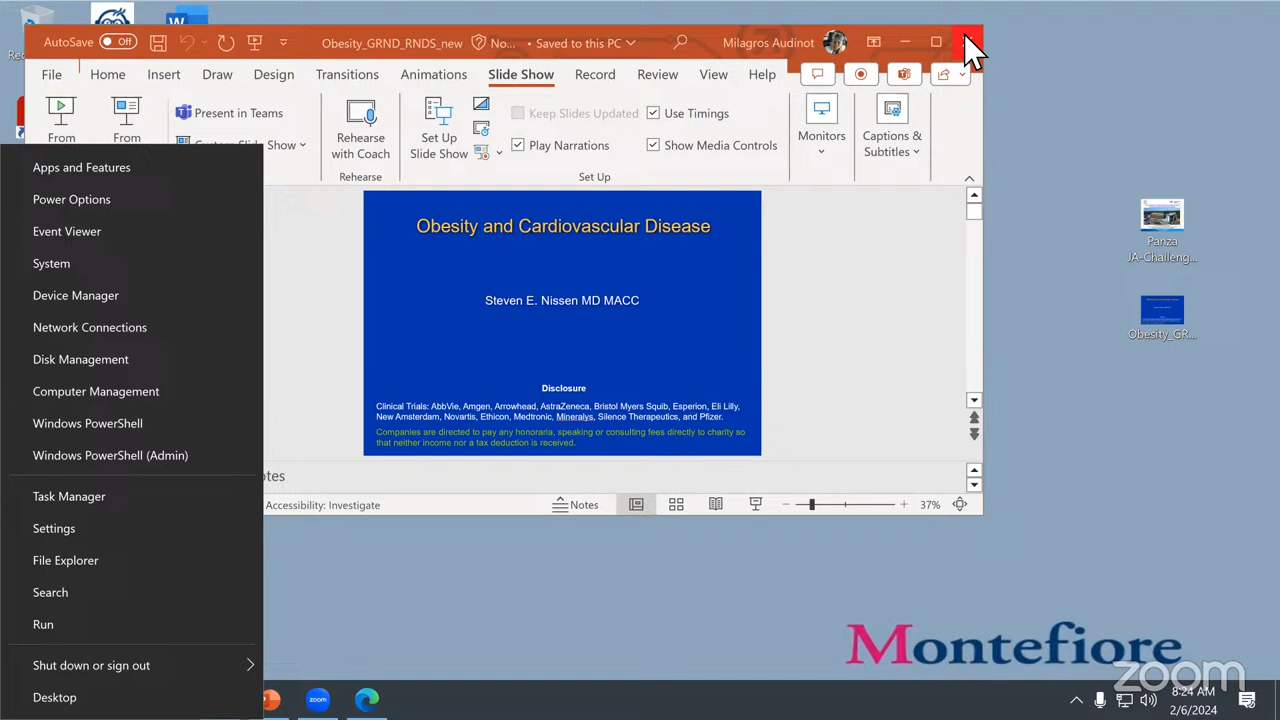 AutoSave Off
Obesity_GRND_RNDS_new
No... • Saved to this PC
Milagros Audinot
File Home Insert Draw Design Transitions Animations Slide Show Record Review View Help
From
From
Present in Teams
Custom Slide Show
Rehearse
with Coach
Rehearse
Set Up
Slide Show
Keep Slides Updated
Use Timings
Play Narrations
Show Media Controls
Set Up
Monitors
Captions &
Subtitles
Apps and Features
Power Options
Event Viewer
System
Device Manager
Network Connections
Disk Management
Computer Management
Windows PowerShell
Windows PowerShell (Admin)
Task Manager
Settings
File Explorer
Search
Run
Shut down or sign out
Desktop
Obesity and Cardiovascular Disease
Steven E. Nissen MD MACC
Disclosure
Clinical Trials: AbbVie, Amgen, Arrowhead, AstraZeneca, Bristol Myers Squib, Esperion, Eli Lilly,
New Amsterdam, Novartis, Ethicon, Medtronic, Mineralys, Silence Therapeutics, and Pfizer.
Companies are directed to pay any honoraria, speaking or consulting fees directly to charity so
that neither income nor a tax deduction is received.
otes
Accessibility: Investigate
Notes
37%
Panza
JA-Challeng...
Obesity_GR...
Montefiore
zoom
zoom
8:24 AM
2/6/2024